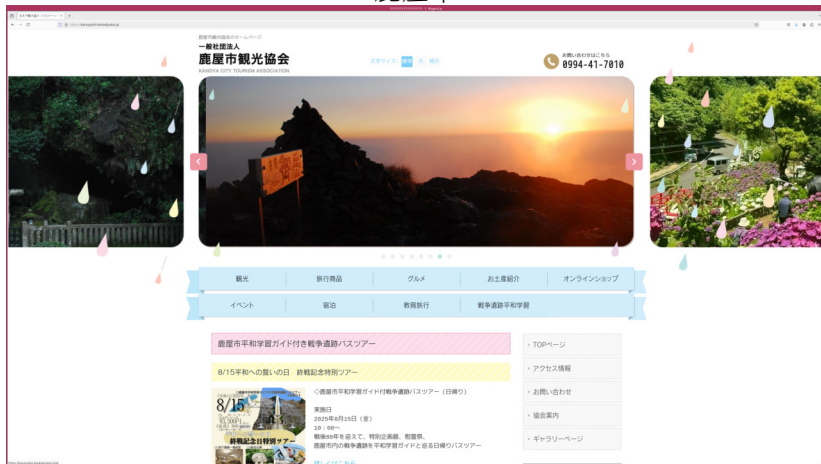 鹿屋市観光協会のホームページ
一般社団法人
鹿屋市観光協会
KANOYA CITY TOURISM ASSOCIATION
文字サイズ 標準 大 特大
お問い合わせはこちら
0994-41-7010
観光 旅行商品 グルメ お土産紹介 オンラインショップ
イベント 宿泊 教育旅行 戦争遺跡平和学習
鹿屋市平和学習ガイド付き戦争遺跡バスツアー
8/15平和への誓いの日 終戦記念特別ツアー
◇鹿屋市平和学習ガイド付戦争遺跡バスツアー（日帰り）
実施日
2025年8月15日（金）
10：00～
戦後80年を迎えて、特別企画展、慰霊祭、
鹿屋市内の戦争遺跡を平和学習ガイドと巡る日帰りバスツアー
詳しくはこちら
8/15
終戦記念日特別ツアー
› TOPページ
› アクセス情報
› お問い合わせ
› 協会案内
› ギャラリーページ